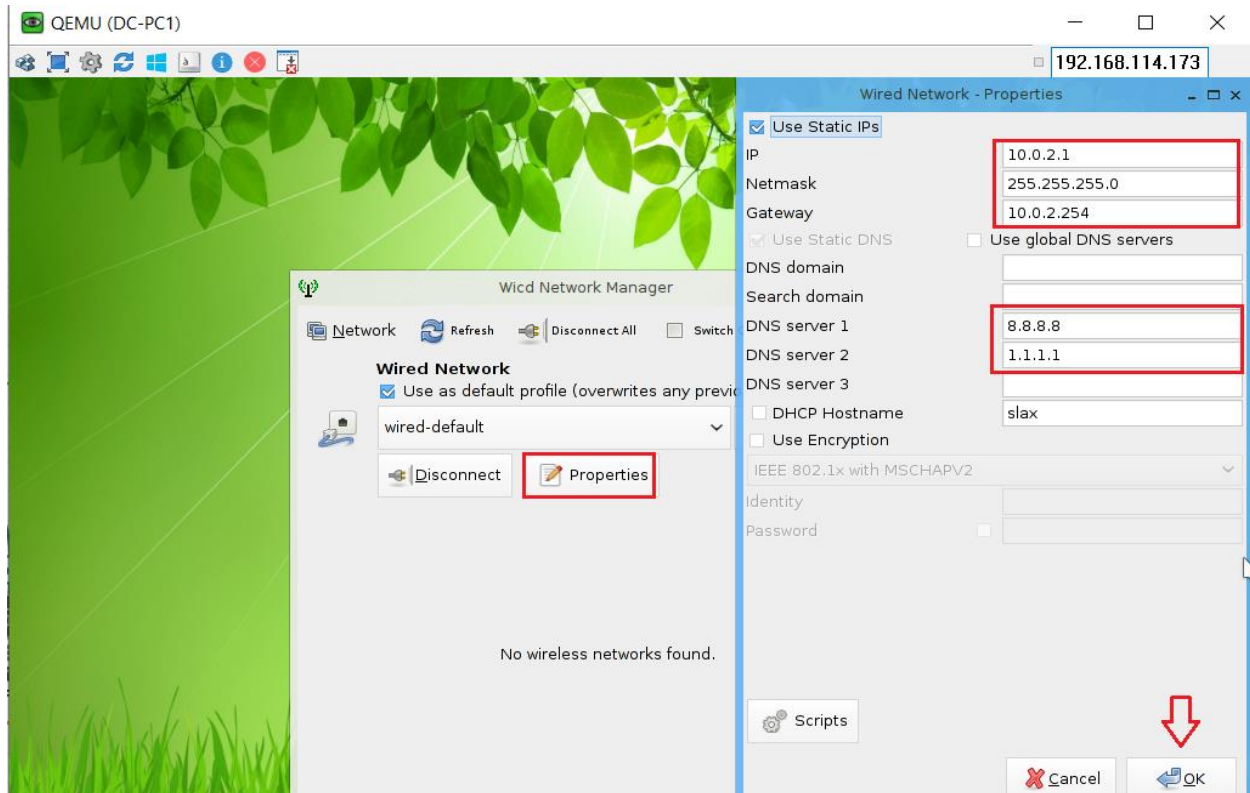 QEMU (DC-PC1)
192.168.114.173
Wired Network - Properties
Use Static IPs
IP 10.0.2.1
Netmask 255.255.255.0
Gateway 10.0.2.254
Use Static DNS Use global DNS servers
DNS domain
Search domain
DNS server 1 8.8.8.8
DNS server 2 1.1.1.1
DNS server 3
DHCP Hostname slax
Use Encryption
IEEE 802.1x with MSCHAPV2
Identity
Password
Scripts
Cancel OK
Wicd Network Manager
Network Refresh Disconnect All Switch
Wired Network
Use as default profile (overwrites any previo
wired-default
Disconnect Properties
No wireless networks found.